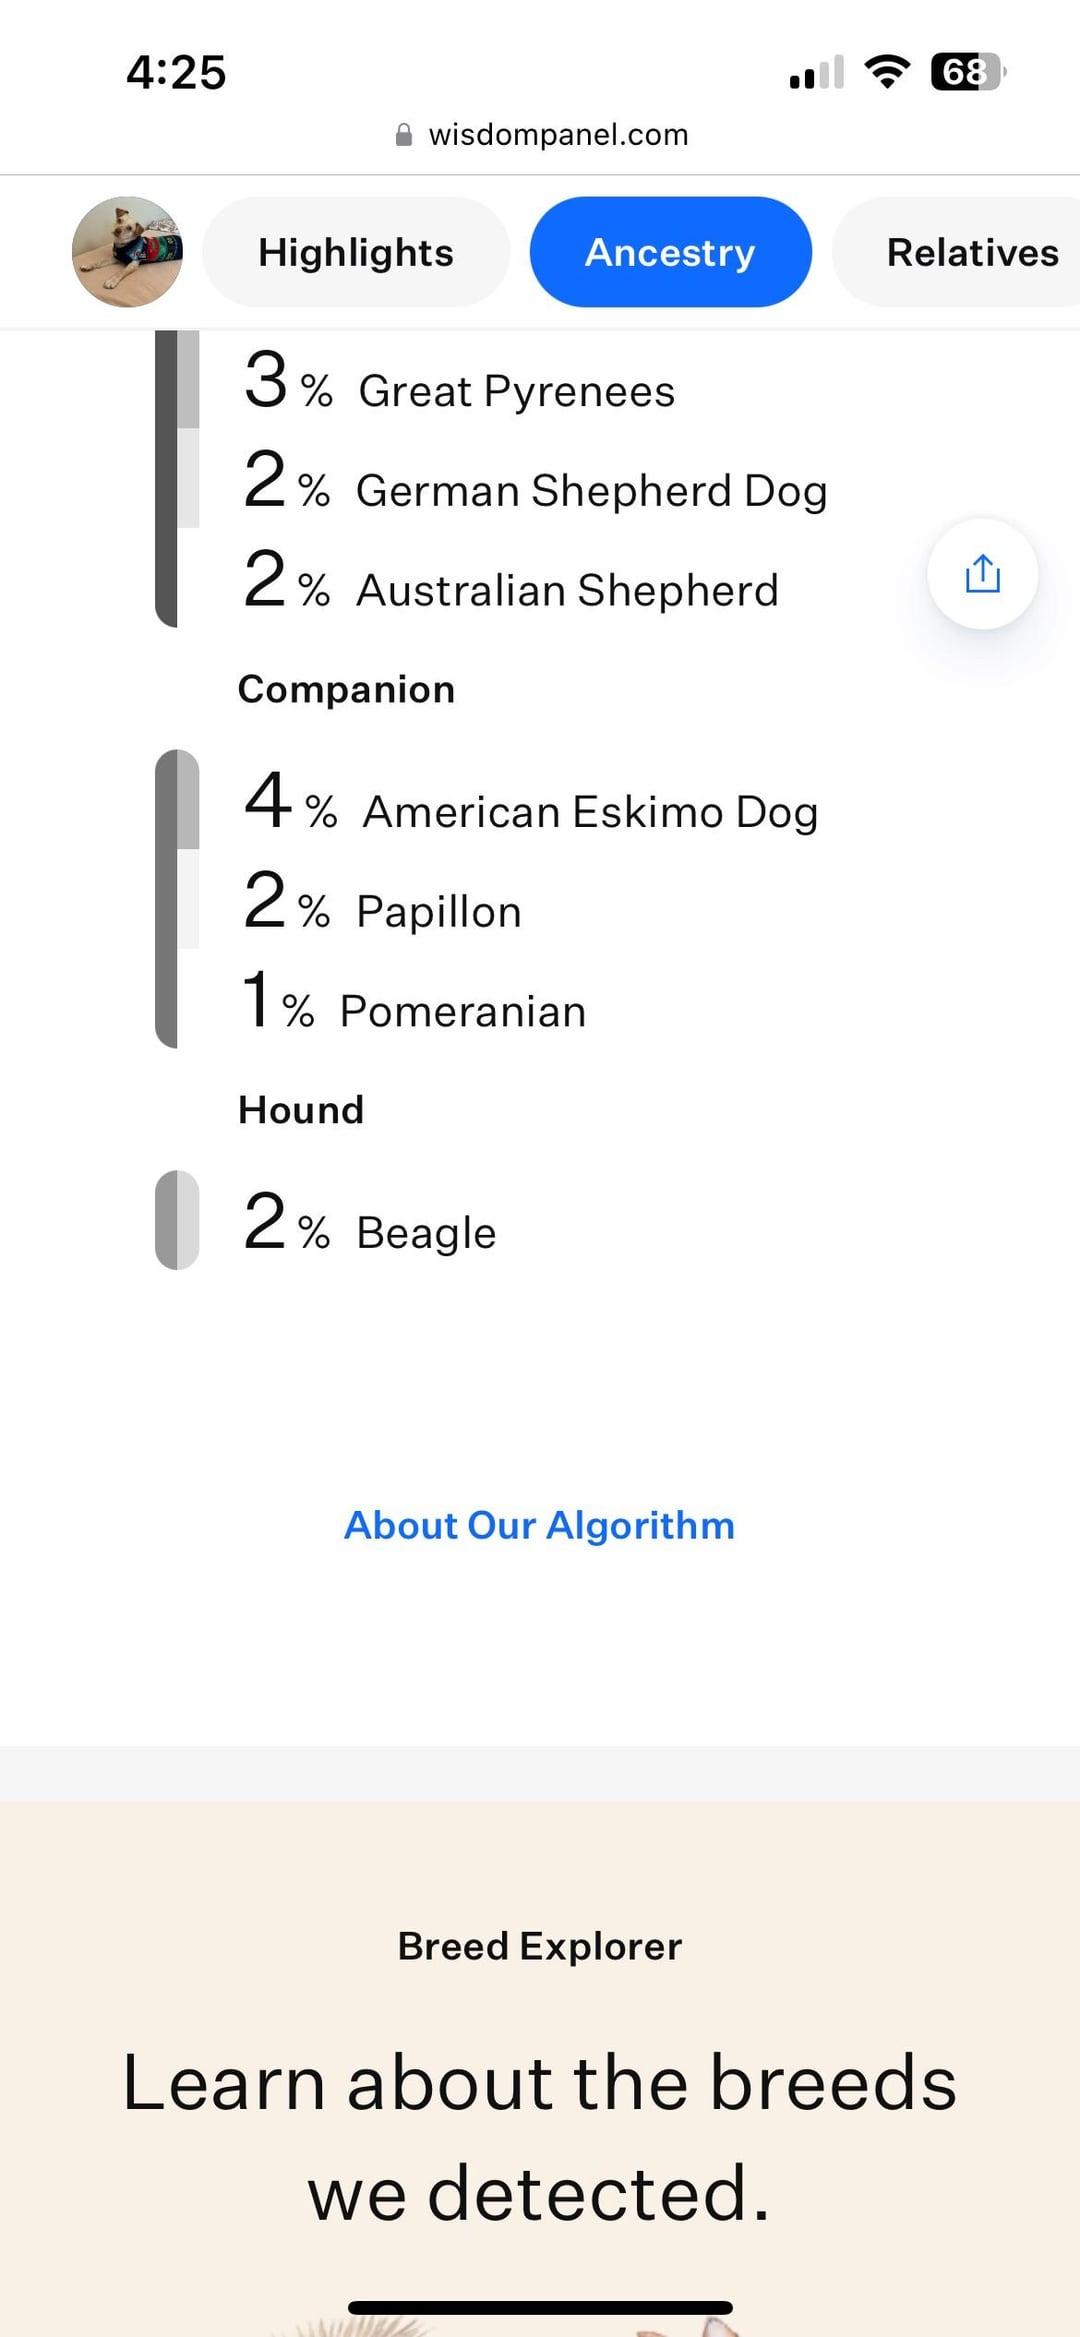 4:25
68
wisdompanel.com
Highlights
Ancestry
Relatives
3 % Great Pyrenees
2 % German Shepherd Dog
2 % Australian Shepherd
Companion
4 % American Eskimo Dog
2 % Papillon
1 % Pomeranian
Hound
2 % Beagle
About Our Algorithm
Breed Explorer
Learn about the breeds
we detected.